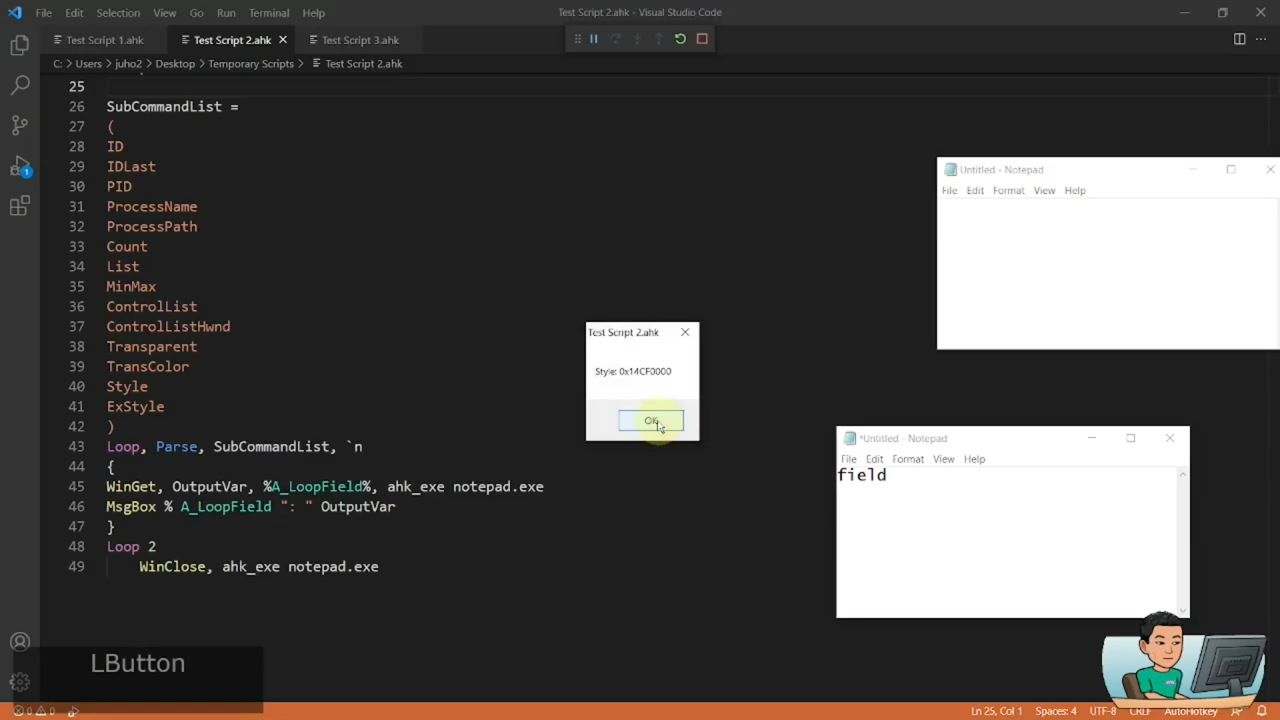 File Edit Selection View Go Run Terminal Help
Test Script 2.ahk - Visual Studio Code
Test Script 1.ahk
Test Script 2.ahk
Test Script 3.ahk
C: > Users > juho2 > Desktop > Temporary Scripts > Test Script 2.ahk
25
26 SubCommandList =
27 (
28 ID
29 IDLast
30 PID
31 ProcessName
32 ProcessPath
33 Count
34 List
35 MinMax
36 ControlList
37 ControlListHwnd
38 Transparent
39 TransColor
40 Style
41 ExStyle
42 )
43 Loop, Parse, SubCommandList, `n
44 {
45 WinGet, OutputVar, %A_LoopField%, ahk_exe notepad.exe
46 MsgBox % A_LoopField ": " OutputVar
47 }
48 Loop 2
49 WinClose, ahk_exe notepad.exe
Untitled - Notepad
File Edit Format View Help
Test Script 2.ahk
Style: 0x14CF0000
OK
*Untitled - Notepad
File Edit Format View Help
field
LButton
1
0 0
Ln 25, Col 1 Spaces: 4 UTF-8 CRLF AutoHotkey